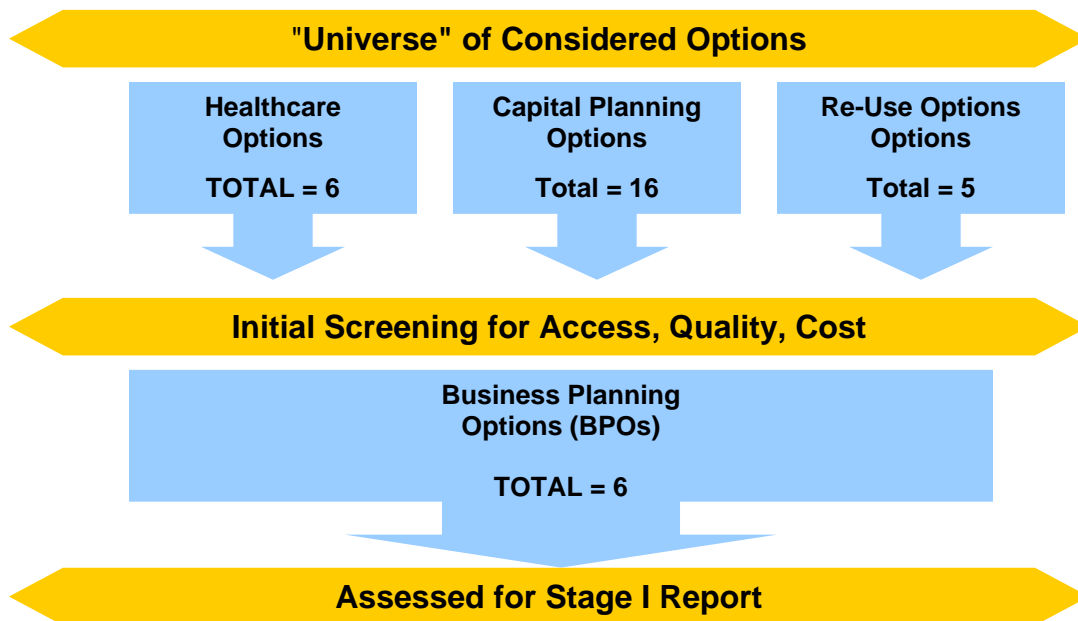 "Universe" of Considered Options
Healthcare
Options
TOTAL = 6
Capital Planning
Options
Total = 16
Re-Use Options
Options
Total = 5
Initial Screening for Access, Quality, Cost
Business Planning
Options (BPOs)
TOTAL = 6
Assessed for Stage I Report